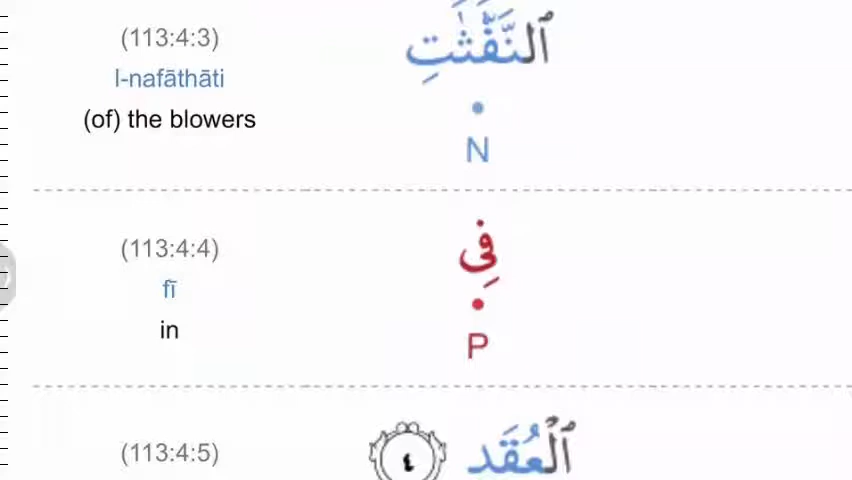 (113:4:3)
ٱلنَّفَّٰثَٰتِ
l-nafāthāti
(of) the blowers
N
(113:4:4)
فِى
fī
in
P
(113:4:5)
ٱلْعُقَد ٤